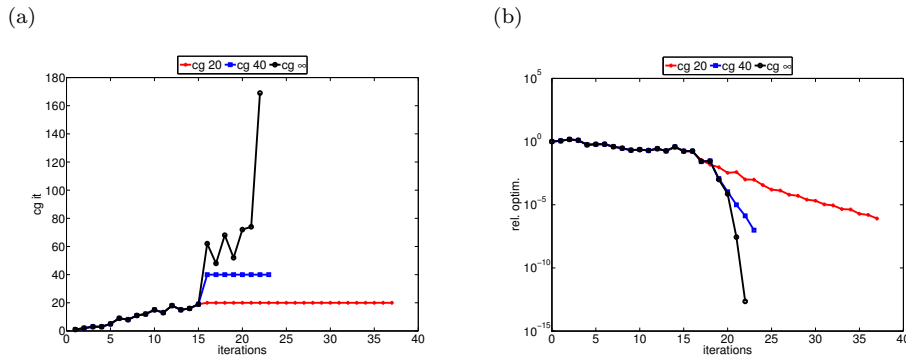 (a)
cg 20 cg 40 cg ∞
180
160
140
120
100
80
60
40
20
0
cg it
0 5 10 15 20 25 30 35 40
iterations
(b)
cg 20 cg 40 cg ∞
10^5
10^0
10^-5
10^-10
10^-15
rel. optim.
0 5 10 15 20 25 30 35 40
iterations